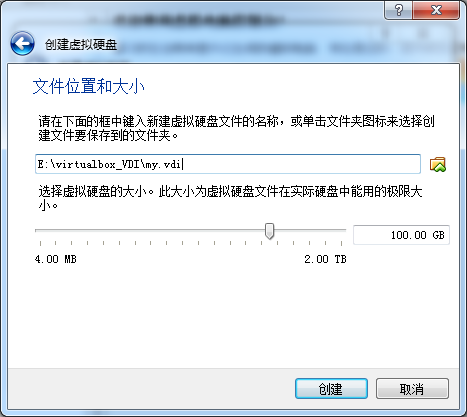 创建虚拟硬盘
文件位置和大小
请在下面的框中键入新建虚拟硬盘文件的名称，或单击文件夹图标来选择创
建文件要保存到的文件夹。
E:\virtualbox_VDI\my.vdi
选择虚拟硬盘的大小。此大小为虚拟硬盘文件在实际硬盘中能用的极限大
小。
100.00 GB
4.00 MB 2.00 TB
创建 取消